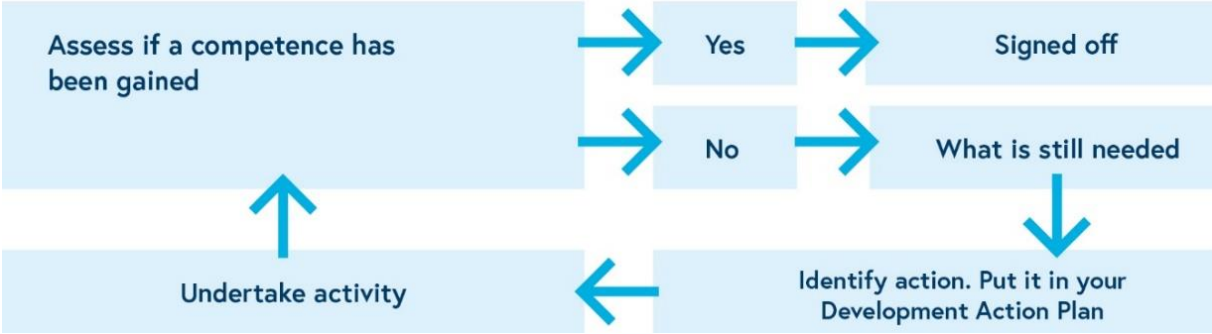 Assess if a competence has
been gained
Yes
Signed off
No
What is still needed
Identify action. Put it in your
Development Action Plan
Undertake activity